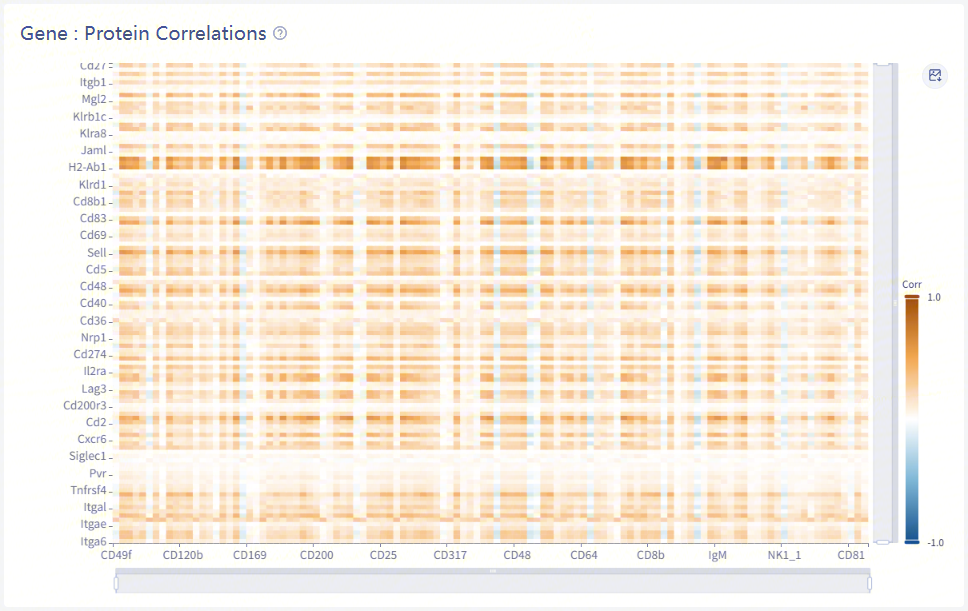 Gene : Protein Correlations ?
Cd27
Itgb1
Mgl2
Klrb1c
Klra8
Jaml
H2-Ab1
Klrd1
Cd8b1
Cd83
Cd69
Sell
Cd5
Cd48
Cd40
Cd36
Nrp1
Cd274
Il2ra
Lag3
Cd200r3
Cd2
Cxcr6
Siglec1
Pvr
Tnfrsf4
Itgal
Itgae
Itga6
CD49f CD120b CD169 CD200 CD25 CD317 CD48 CD64 CD8b IgM NK1_1 CD81
Corr
1.0
-1.0